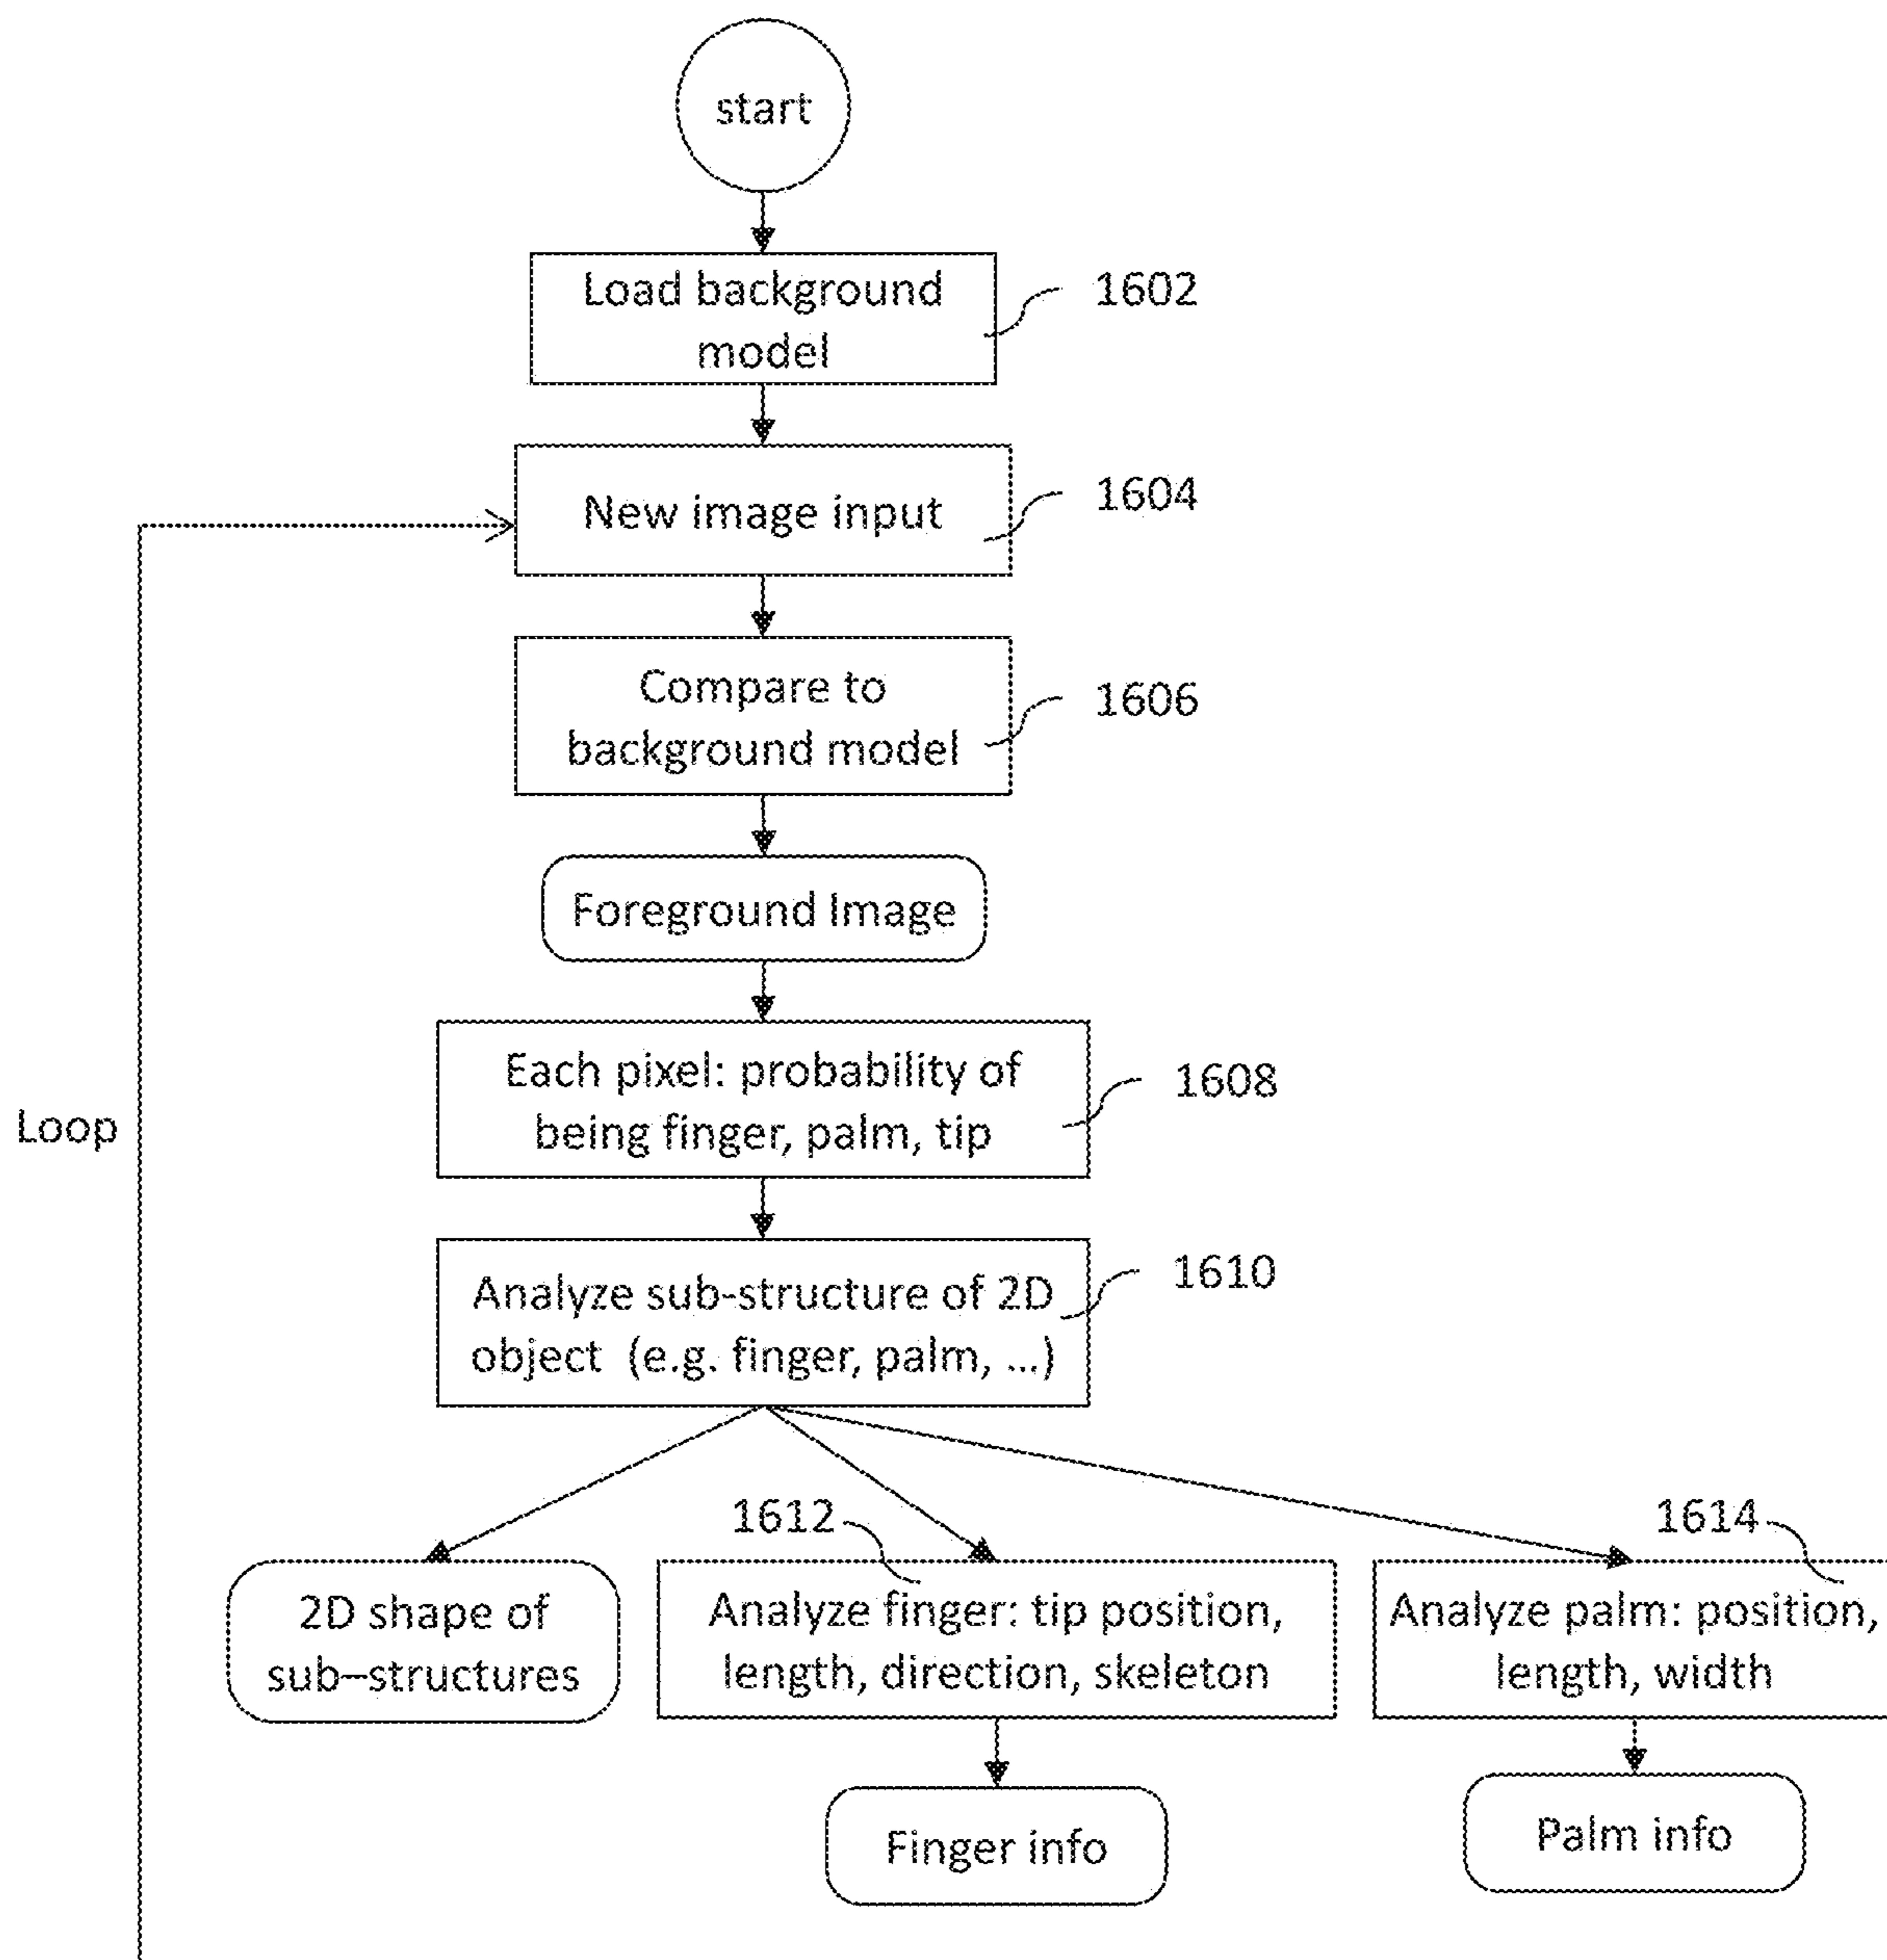 start
Load background
model
1602
New image input
1604
Compare to
background model
1606
Foreground Image
Each pixel: probability of
being finger, palm, tip
1608
Loop
Analyze sub-structure of 2D
object (e.g. finger, palm, ...)
1610
1612
1614
2D shape of
sub–structures
Analyze finger: tip position,
length, direction, skeleton
Analyze palm: position,
length, width
Finger info
Palm info